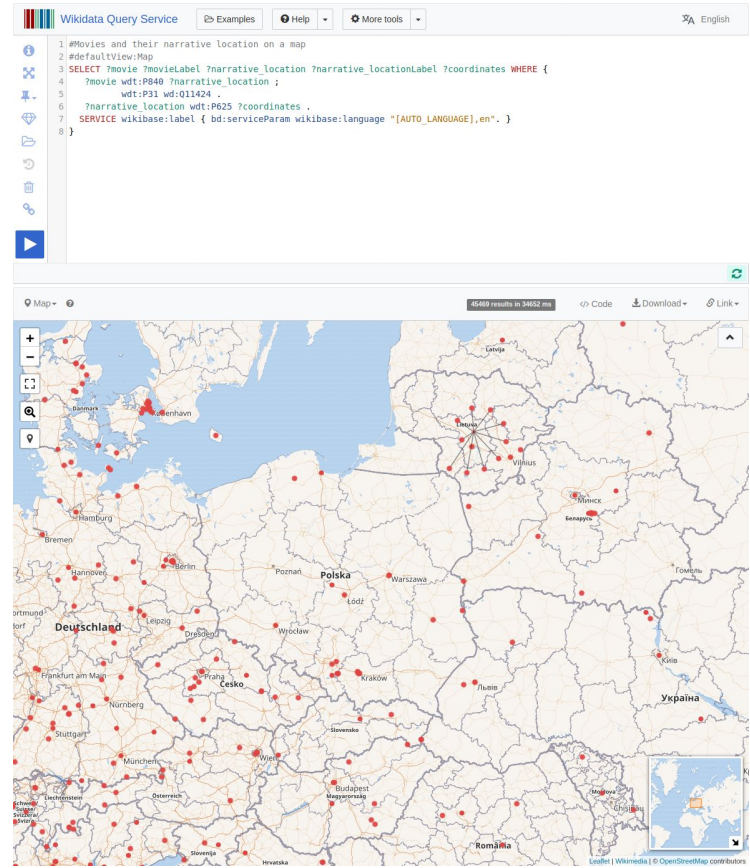 Wikidata Query Service
Examples
Help
More tools
English
1 #Movies and their narrative location on a map
2 #defaultView:Map
3 SELECT ?movie ?movieLabel ?narrative_location ?narrative_locationLabel ?coordinates WHERE {
4 ?movie wdt:P840 ?narrative_location ;
5 wdt:P31 wd:Q11424 .
6 ?narrative_location wdt:P625 ?coordinates .
7 SERVICE wikibase:label { bd:serviceParam wikibase:language "[AUTO_LANGUAGE],en". }
8 }
Map
45469 results in 34652 ms
</> Code
Download
Link
+
−
Latvija
Danmark
København
Lietuva
Vilnius
Минск
Беларусь
Hamburg
Bremen
Berlin
Hannover
Poznań
Polska
Warszawa
Гомель
Łódź
Deutschland
Leipzig
Dresden
Wrocław
Київ
Frankfurt am Main
Praha
Česko
Kraków
Львів
Україна
Nürnberg
Stuttgart
Slovensko
München
Wien
Budapest
Magyarország
Liechtenstein
Österreich
Schweiz/
Suisse/
Svizzera/
Svizra
Moldova
Chișinău
România
Slovenija
Hrvatska
Leaflet | Wikimedia | © OpenStreetMap contributors